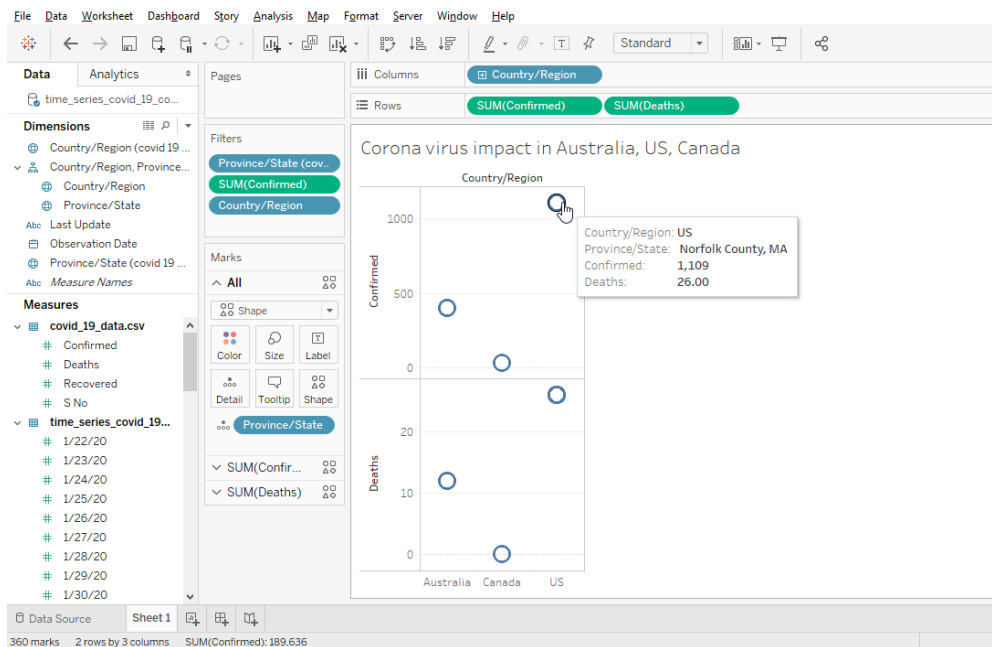 File Data Worksheet Dashboard Story Analysis Map Format Server Window Help
Standard
Data Analytics
time_series_covid_19_co...
Dimensions
Country/Region (covid 19 ...
Country/Region, Province...
Country/Region
Province/State
Abc Last Update
Observation Date
Province/State (covid 19 ...
Abc Measure Names
Measures
covid_19_data.csv
# Confirmed
# Deaths
# Recovered
# S No
time_series_covid_19...
# 1/22/20
# 1/23/20
# 1/24/20
# 1/25/20
# 1/26/20
# 1/27/20
# 1/28/20
# 1/29/20
# 1/30/20
Pages
Filters
Province/State (cov..
SUM(Confirmed)
Country/Region
Marks
All
Shape
Color Size Label
Detail Tooltip Shape
Province/State
SUM(Confir...
SUM(Deaths)
Columns Country/Region
Rows SUM(Confirmed) SUM(Deaths)
Corona virus impact in Australia, US, Canada
Country/Region
1000
500
0
Confirmed
Country/Region: US
Province/State: Norfolk County, MA
Confirmed: 1,109
Deaths: 26.00
20
10
0
Deaths
Australia Canada US
Data Source Sheet 1
360 marks 2 rows by 3 columns SUM(Confirmed): 189,636